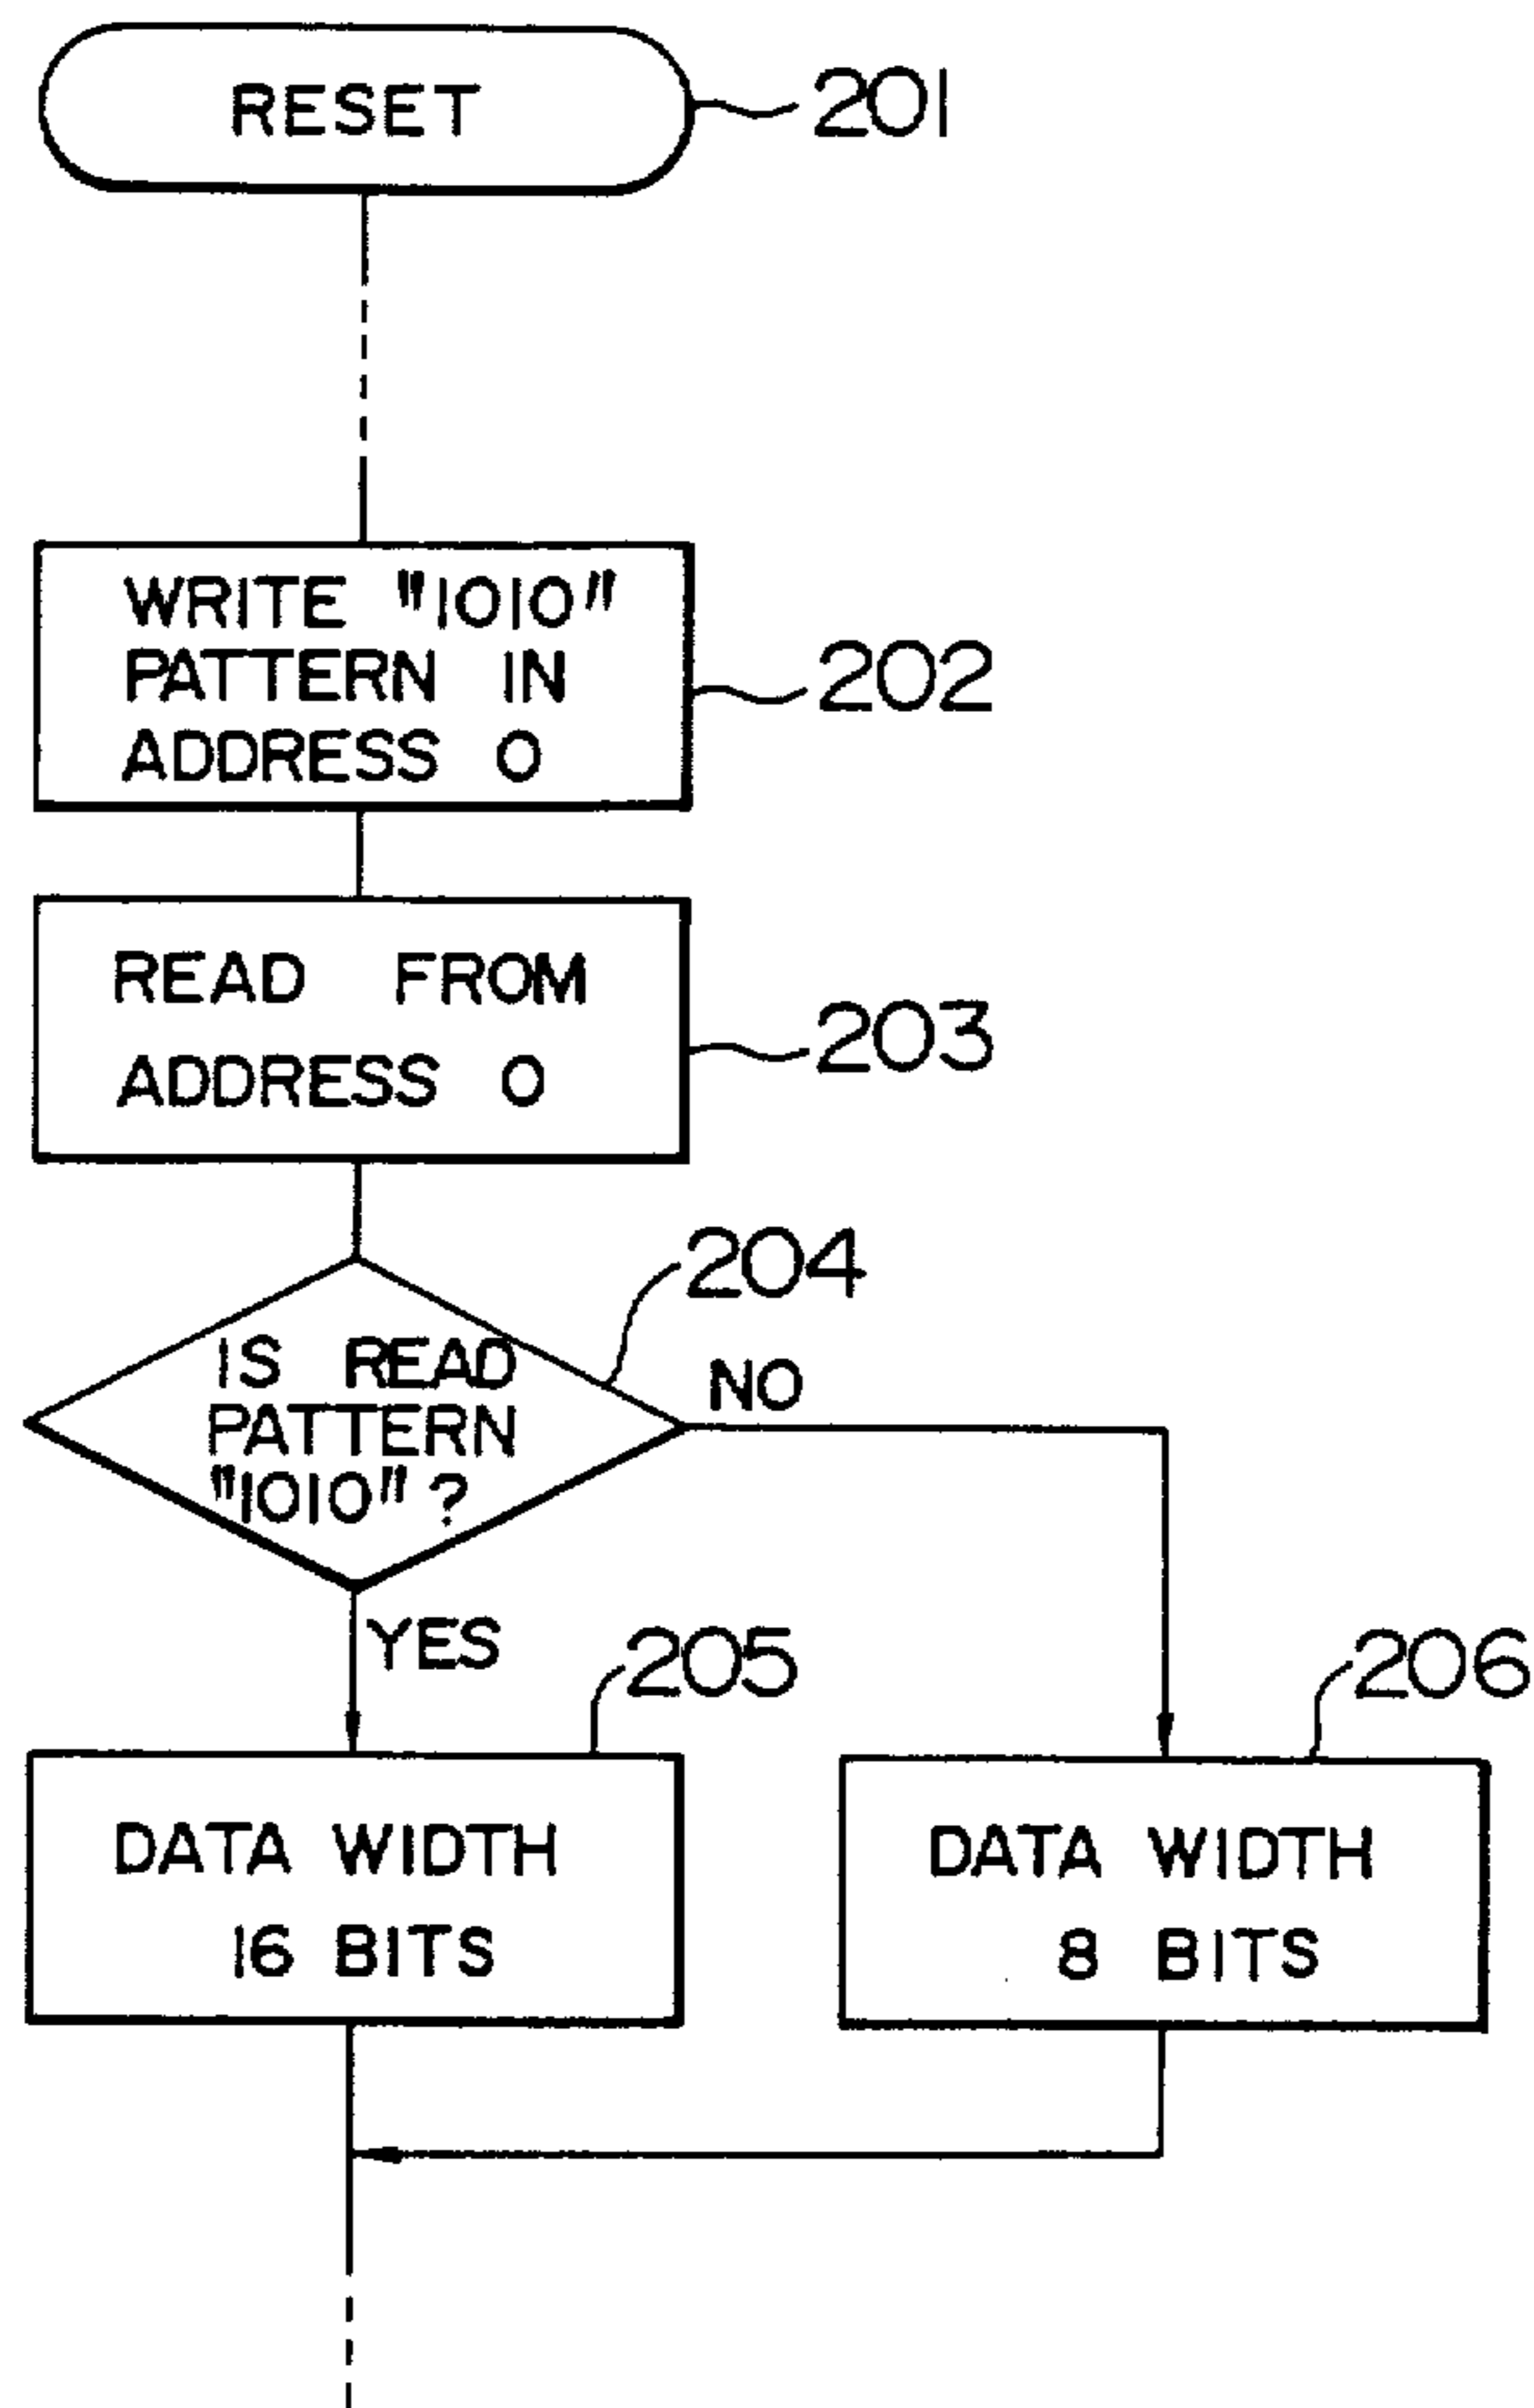 RESET
201
WRITE "1010"
PATTERN IN
ADDRESS 0
202
READ FROM
ADDRESS 0
203
204
IS READ
PATTERN
"1010"?
NO
YES
205
206
DATA WIDTH
16 BITS
DATA WIDTH
8 BITS